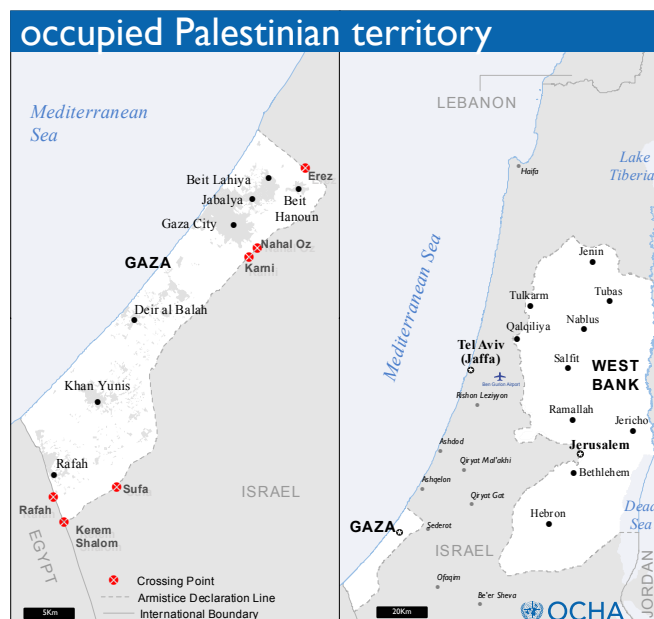 occupied Palestinian territory
Mediterranean
Sea
Beit Lahiya
Erez
Jabalya
Beit
Hanoun
Gaza City
Nahal Oz
Karni
GAZA
Deir al Balah
Khan Yunis
Rafah
Sufa
Rafah
Kerem
Shalom
ISRAEL
EGYPT
Crossing Point
Armistice Declaration Line
International Boundary
5Km
LEBANON
Lake
Tiberia
Haifa
Mediterranean Sea
Jenin
Tulkarm
Tubas
Nablus
Qalqiliya
Tel Aviv
(Jaffa)
Salfit
WEST
BANK
Ben Gurion Airport
Rishon Leziyyon
Ramallah
Jericho
Ashdod
Jerusalem
Qiryat Mal'akhi
Bethlehem
Ashqelon
Qiryat Gat
Dead
Sea
Hebron
GAZA
Sederot
ISRAEL
JORDAN
Ofaqim
Be'er Sheva
20Km
OCHA